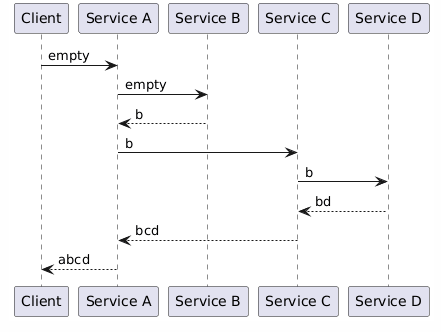 Client Service A Service B Service C Service D
empty
empty
b
b
b
bd
bcd
abcd
Client Service A Service B Service C Service D